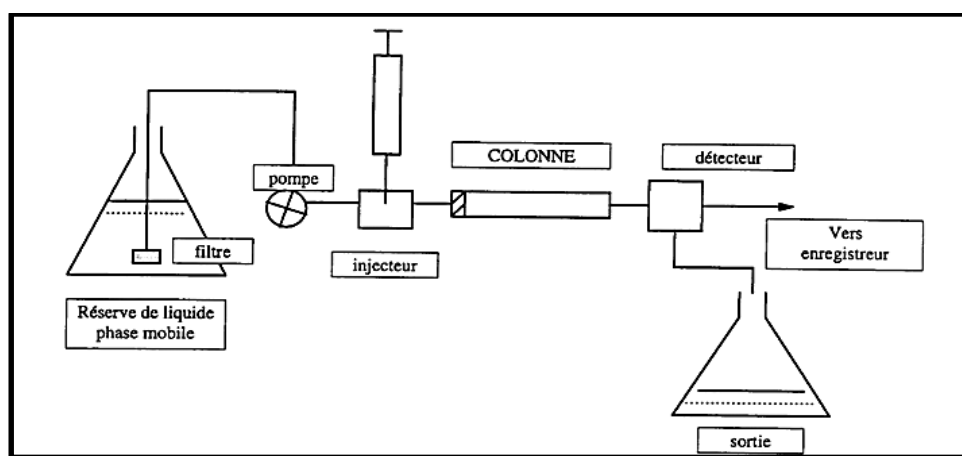 COLONNE
détecteur
pompe
filtre
injecteur
Vers
enregistreur
Réserve de liquide
phase mobile
sortie